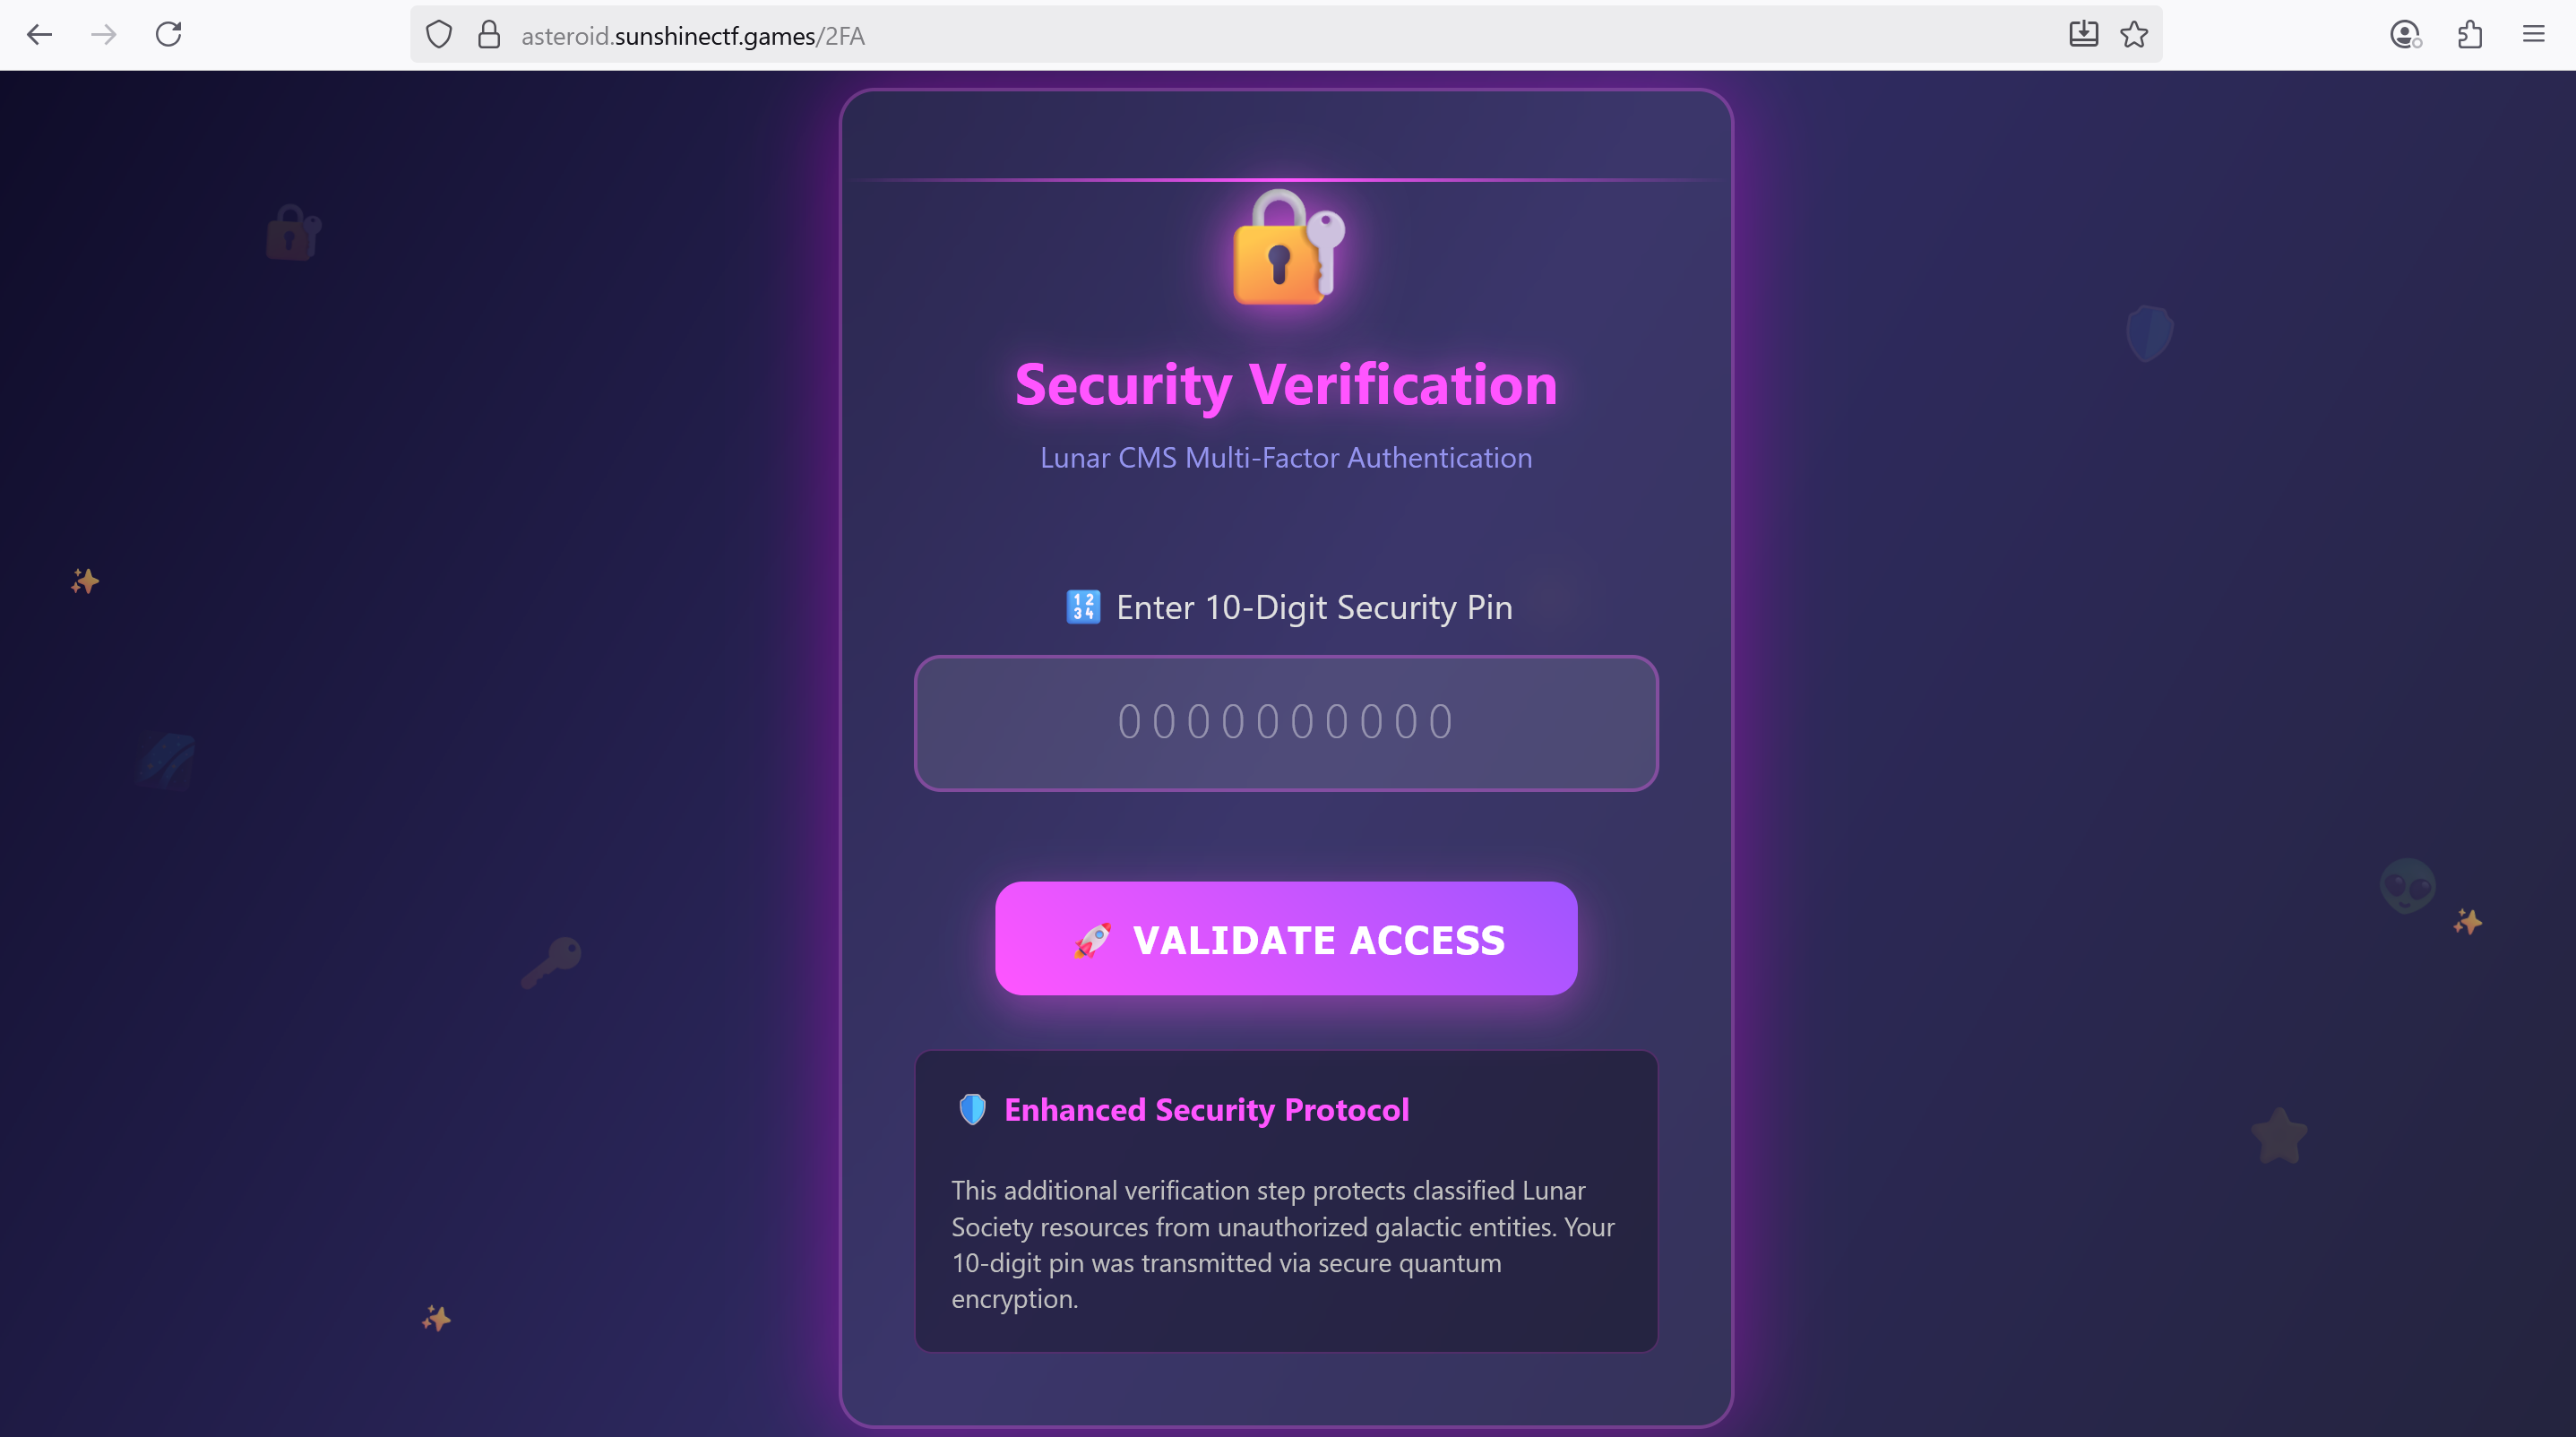 asteroid.sunshinectf.games/2FA
Security Verification
Lunar CMS Multi-Factor Authentication
🔢 Enter 10-Digit Security Pin
0000000000
🚀 VALIDATE ACCESS
🛡️ Enhanced Security Protocol
This additional verification step protects classified Lunar
Society resources from unauthorized galactic entities. Your
10-digit pin was transmitted via secure quantum
encryption.